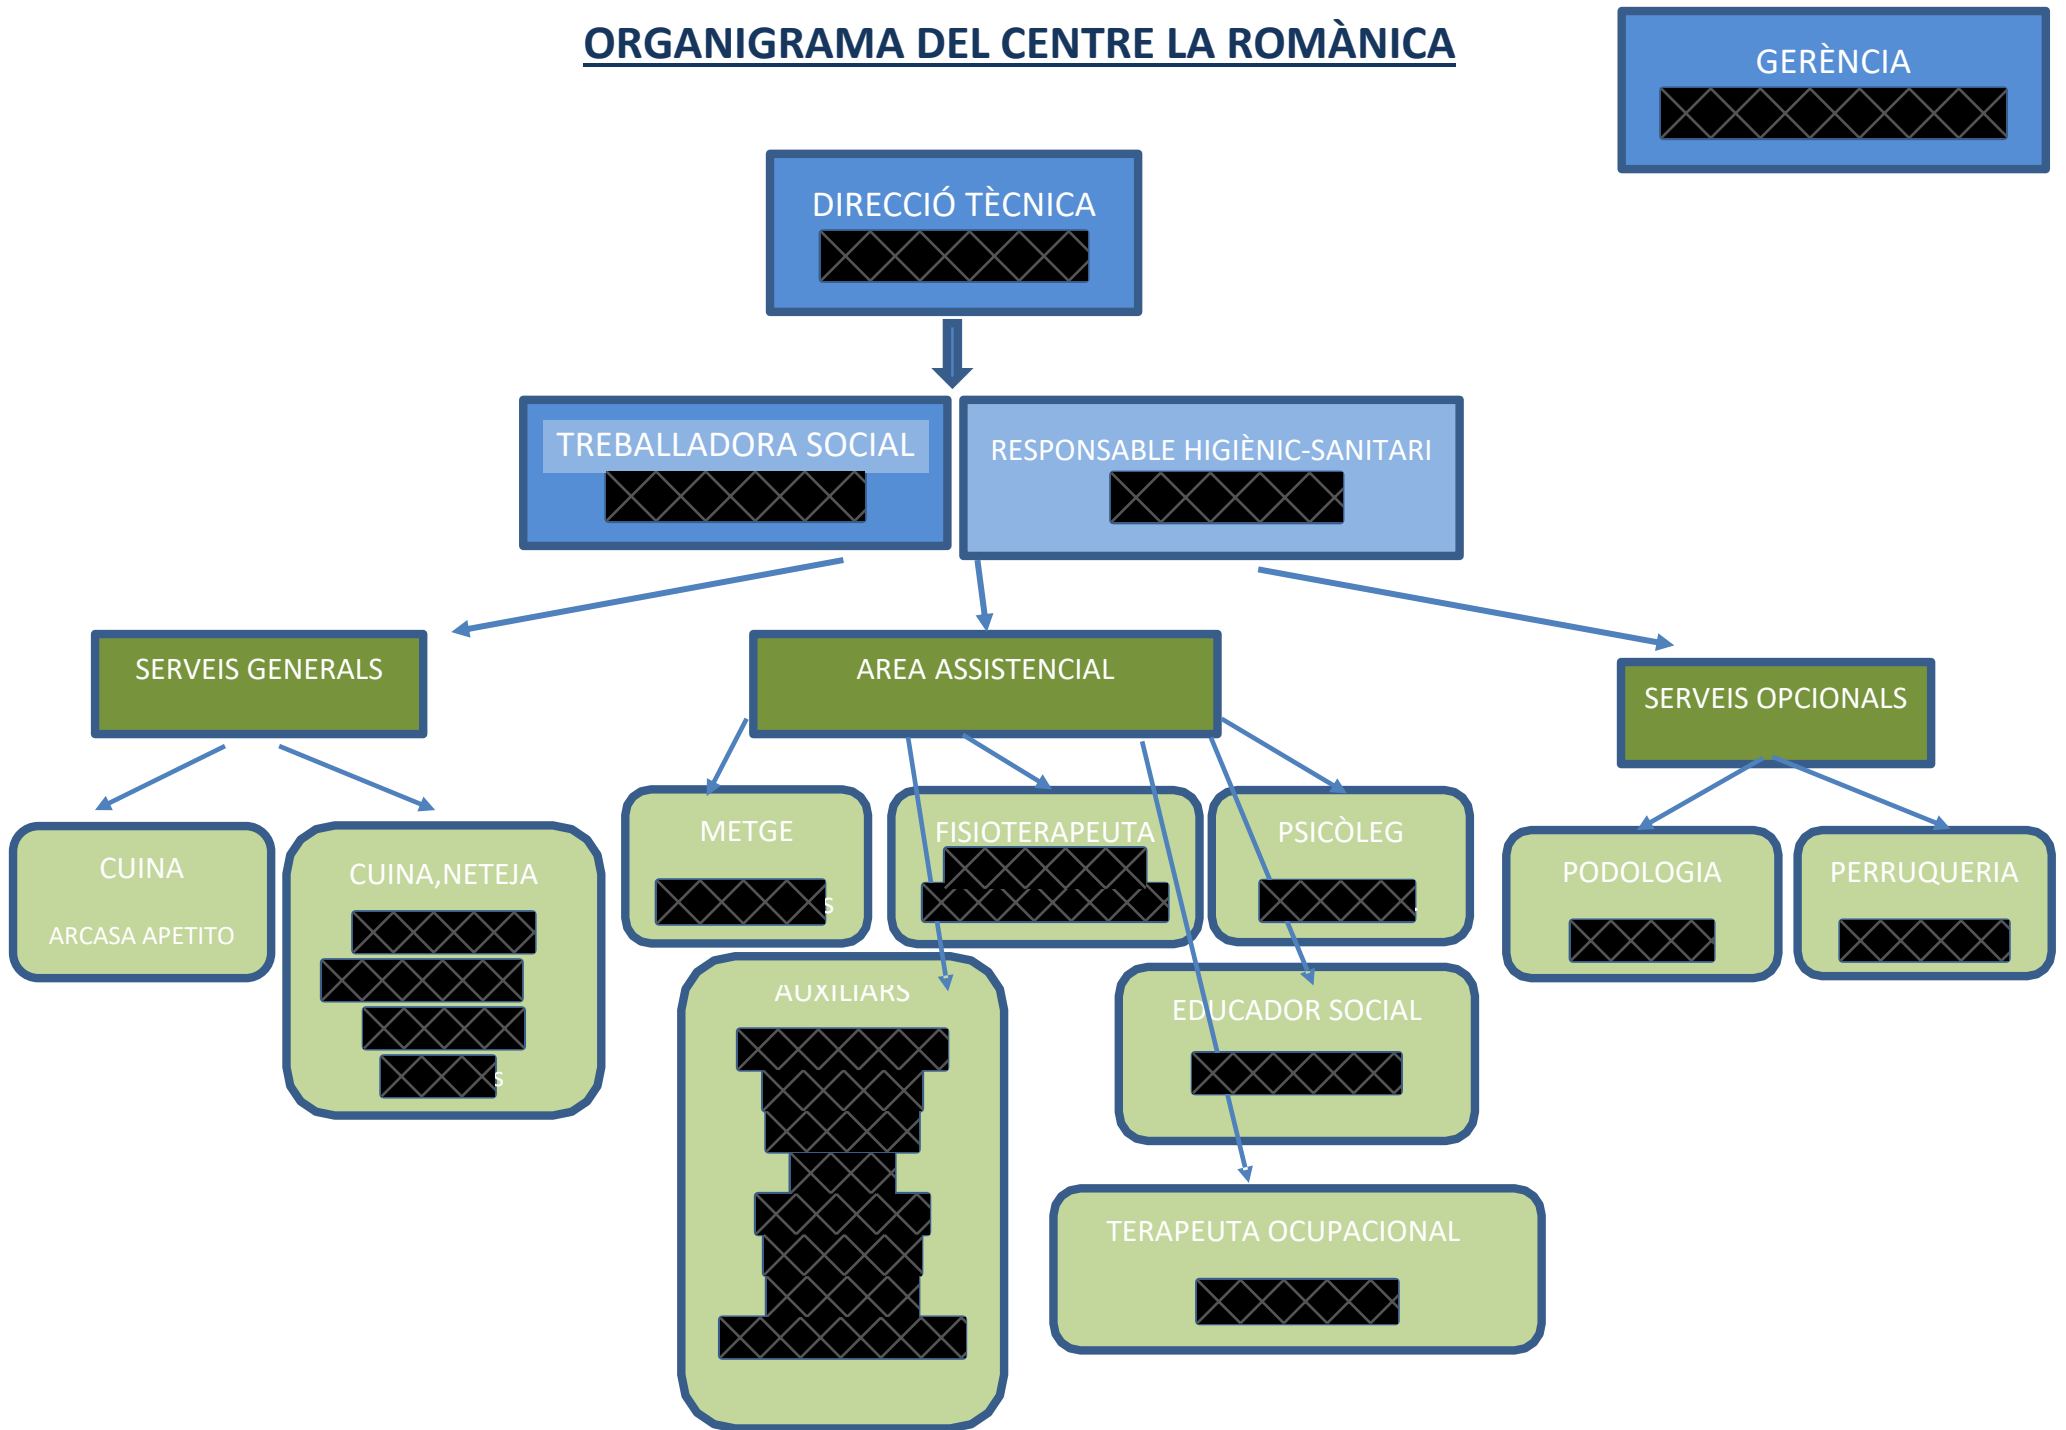 ORGANIGRAMA DEL CENTRE LA ROMÀNICA
GERÈNCIA
DIRECCIÓ TÈCNICA
TREBALLADORA SOCIAL
RESPONSABLE HIGIÈNIC-SANITARI
SERVEIS GENERALS
AREA ASSISTENCIAL
SERVEIS OPCIONALS
CUINA
ARCASA APETITO
CUINA,NETEJA
s
METGE
s
FISIOTERAPEUTA
PSICÒLEG
.
PODOLOGIA
PERRUQUERIA
AUXILIARS
EDUCADOR SOCIAL
TERAPEUTA OCUPACIONAL